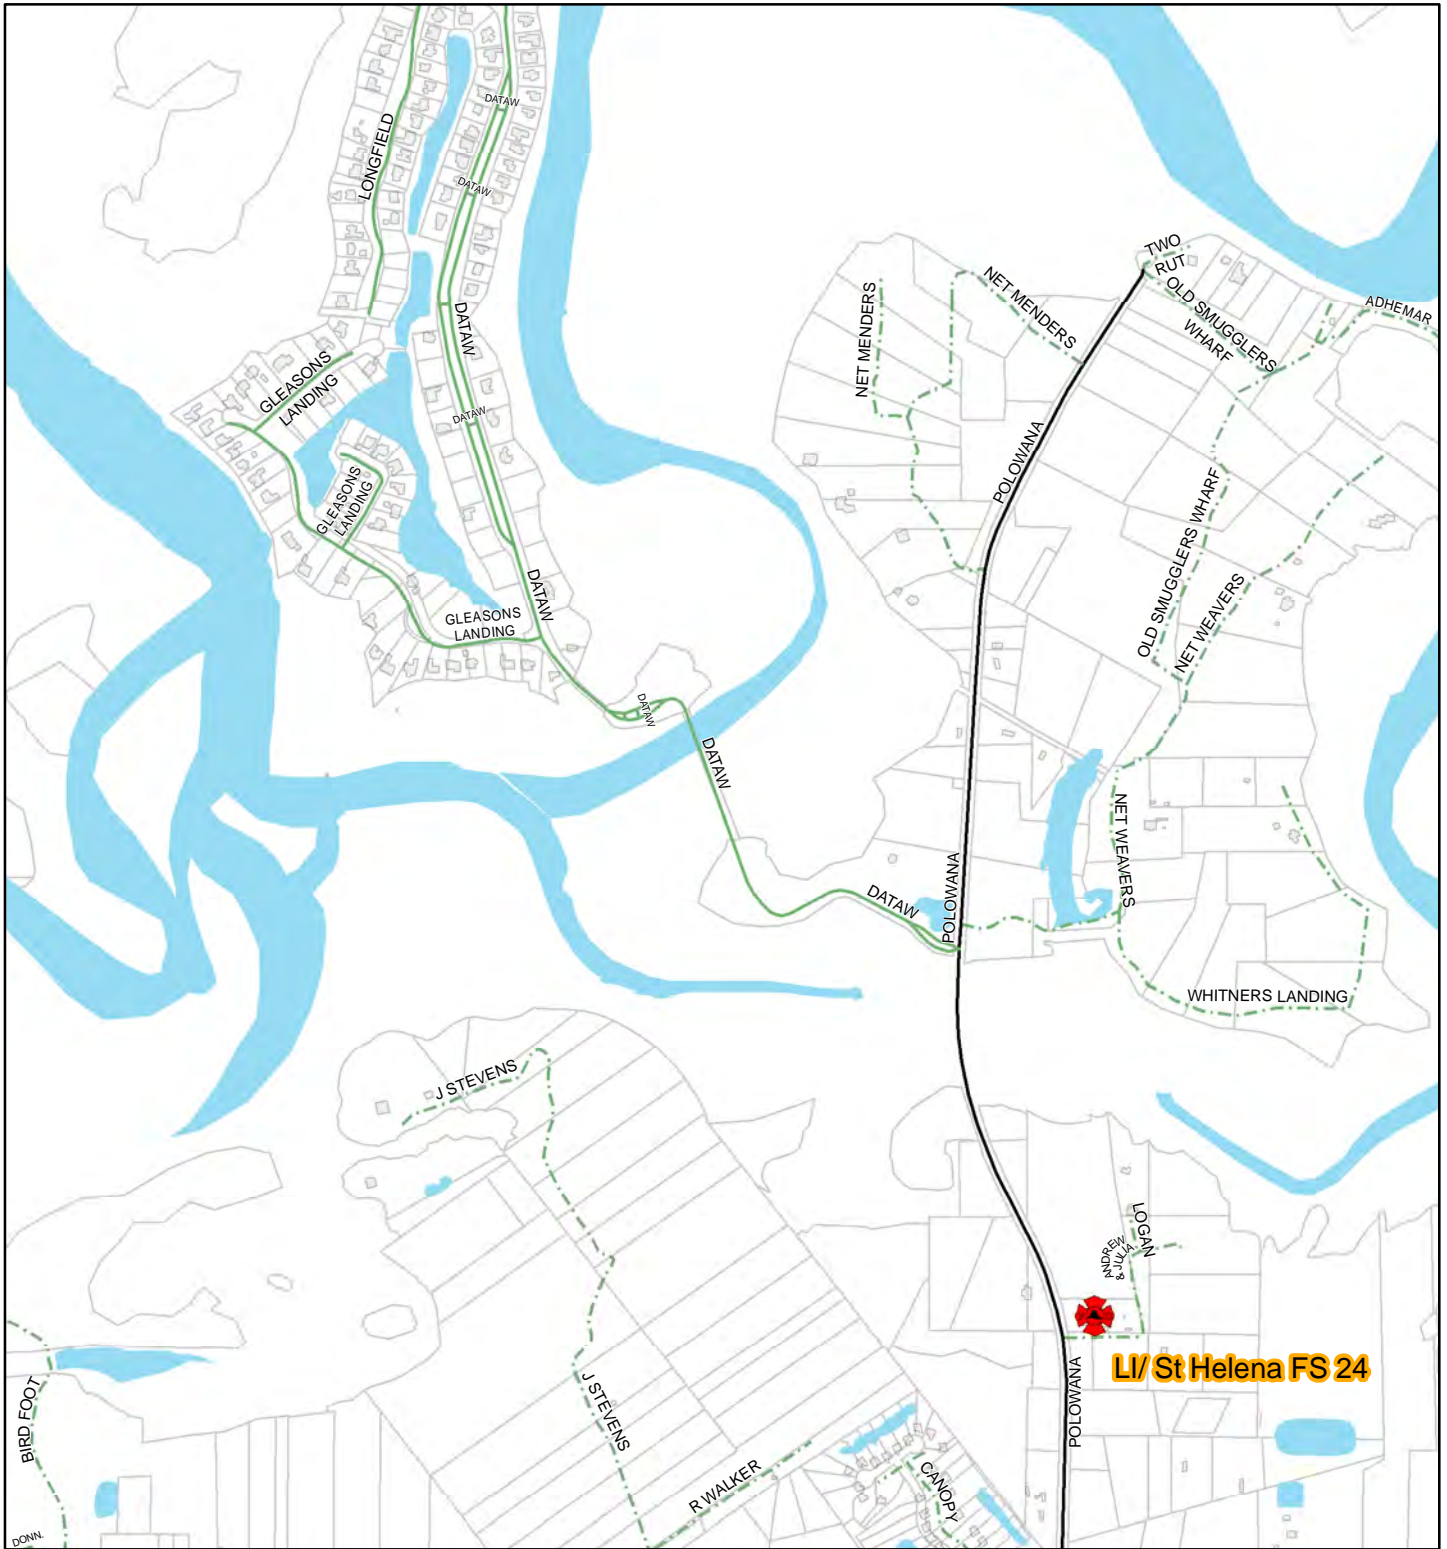 DATAW
LONGFIELD
DATAW
TWO
RUT
NET MENDERS
NET MENDERS
OLD SMUGGLERS
WHARF
ADHEMAR
DATAW
GLEASONS
LANDING
DATAW
POLOWANA
GLEASONS
LANDING
OLD SMUGGLERS WHARF
NET WEAVERS
DATAW
GLEASONS
LANDING
DATAW
DATAW
NET WEAVERS
DATAW
POLOWANA
WHITNERS LANDING
J STEVENS
LOGAN
ANDREW
& JULIA
LI/ St Helena FS 24
POLOWANA
BIRD FOOT
J STEVENS
R WALKER
CANOPY
DONN.